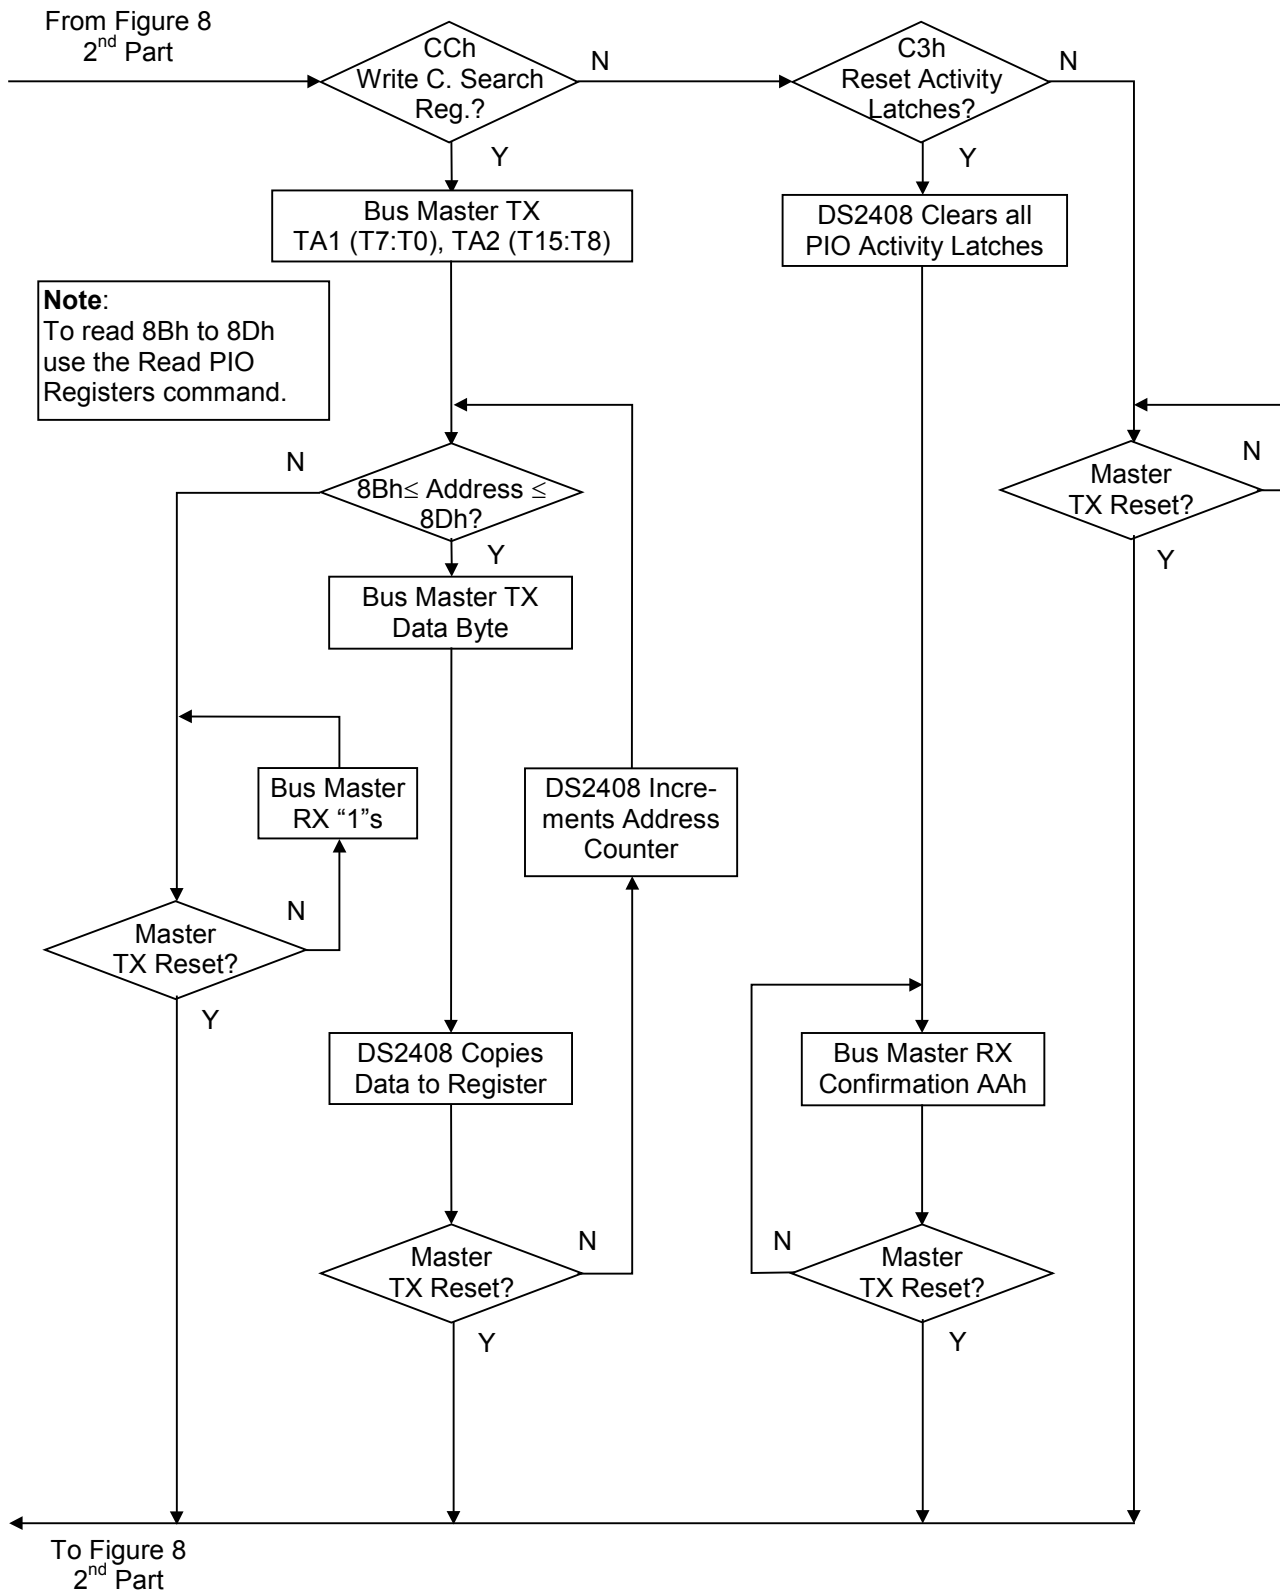 From Figure 8
2nd Part
CCh
Write C. Search
Reg.?
N
C3h
Reset Activity
Latches?
N
Y
Y
Bus Master TX
TA1 (T7:T0), TA2 (T15:T8)
DS2408 Clears all
PIO Activity Latches
Note:
To read 8Bh to 8Dh
use the Read PIO
Registers command.
N
8Bh≤ Address ≤
8Dh?
Y
Master
TX Reset?
N
Y
Bus Master TX
Data Byte
Bus Master
RX “1”s
DS2408 Incre-
ments Address
Counter
Master
TX Reset?
N
Y
DS2408 Copies
Data to Register
Bus Master RX
Confirmation AAh
Master
TX Reset?
N
Y
N
Master
TX Reset?
Y
To Figure 8
2nd Part